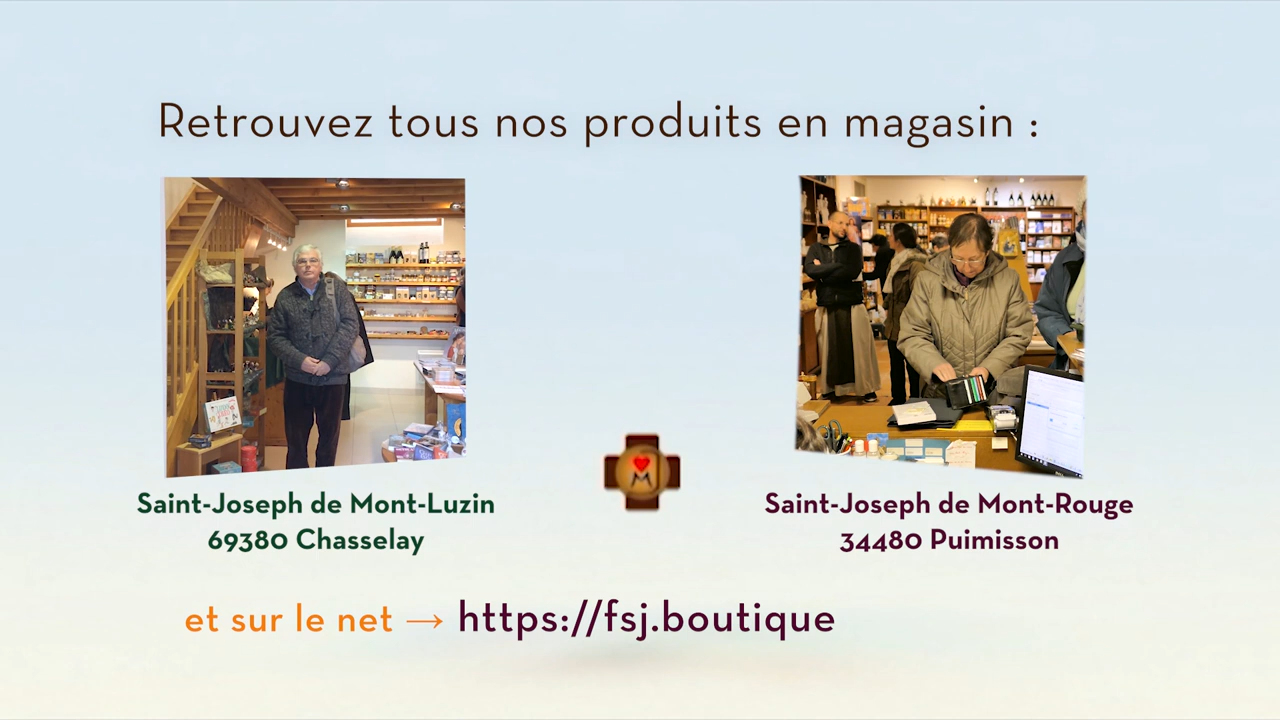 Retrouvez tous nos produits en magasin :
Saint-Joseph de Mont-Luzin
69380 Chasselay
Saint-Joseph de Mont-Rouge
34480 Puimisson
et sur le net → https://fsj.boutique